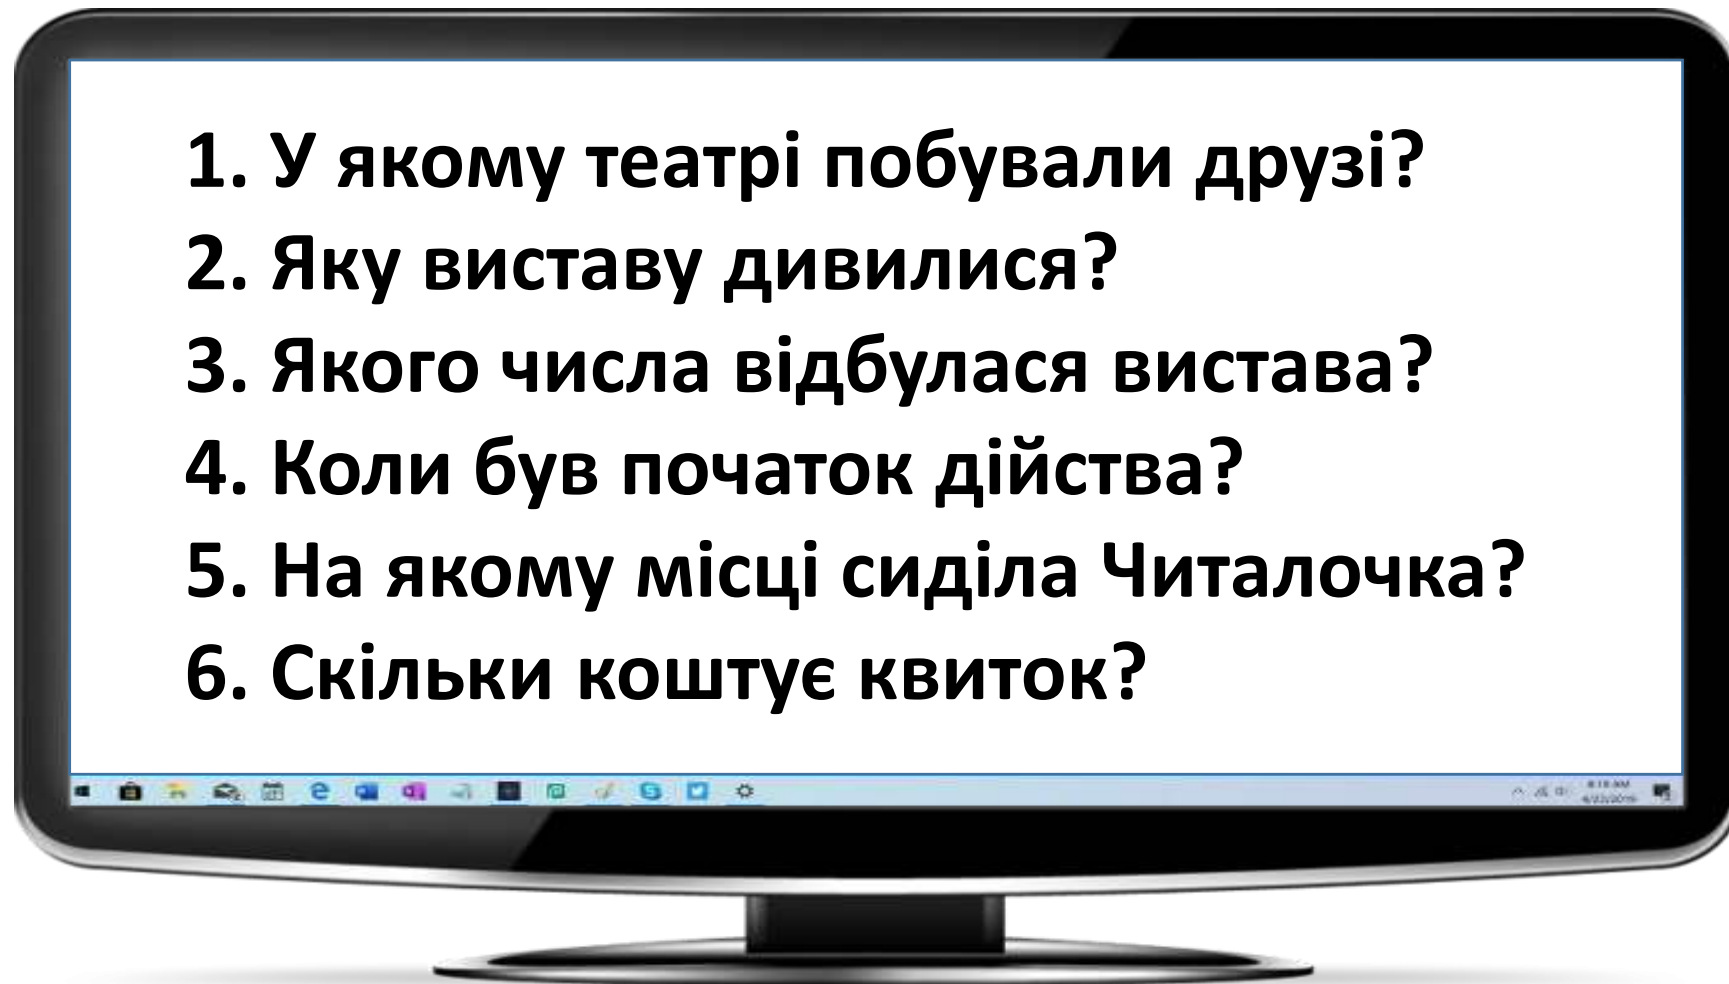 1. У якому театрі побували друзі?
2. Яку виставу дивилися?
3. Якого числа відбулася вистава?
4. Коли був початок дійства?
5. На якому місці сиділа Читалочка?
6. Скільки коштує квиток?